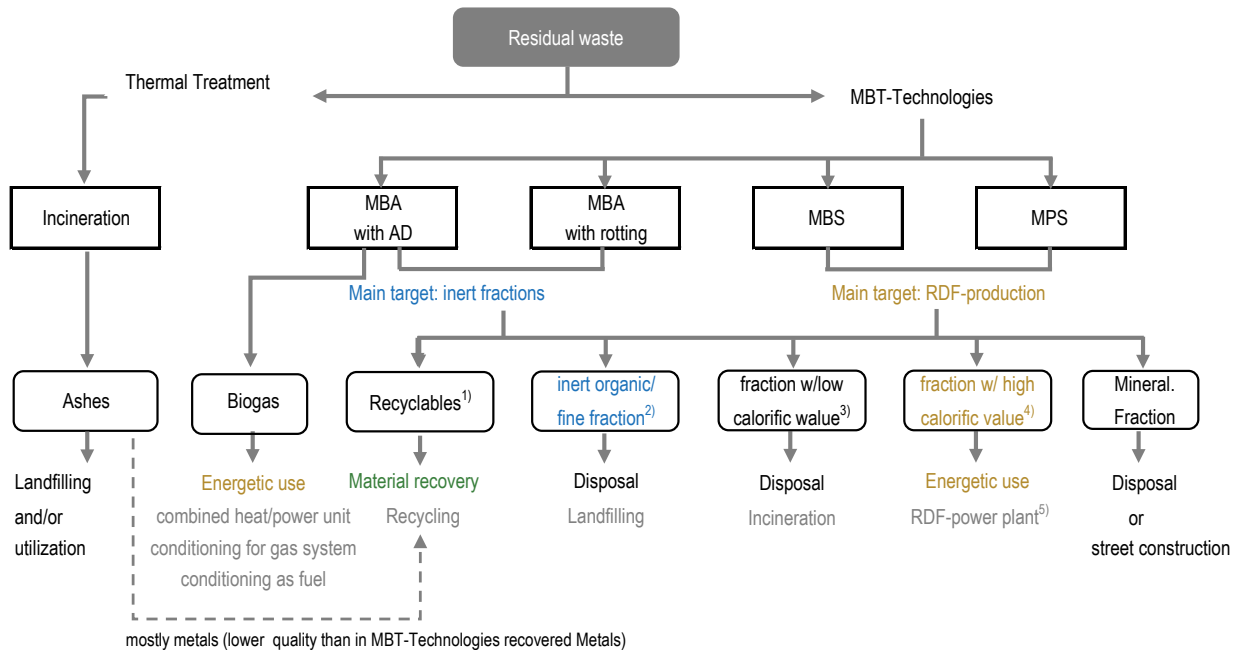 Residual waste
Thermal Treatment
MBT-Technologies
Incineration
MBA
with AD
MBA
with rotting
MBS
MPS
Main target: inert fractions
Main target: RDF-production
Ashes
Biogas
Recyclables1)
inert organic/
fine fraction2)
fraction w/low
calorific walue3)
fraction w/ high
calorific value4)
Mineral.
Fraction
Landfilling
and/or
utilization
Energetic use
combined heat/power unit
conditioning for gas system
conditioning as fuel
Material recovery
Recycling
Disposal
Landfilling
Disposal
Incineration
Energetic use
RDF-power plant5)
Disposal
or
street construction
mostly metals (lower quality than in MBT-Technologies recovered Metals)